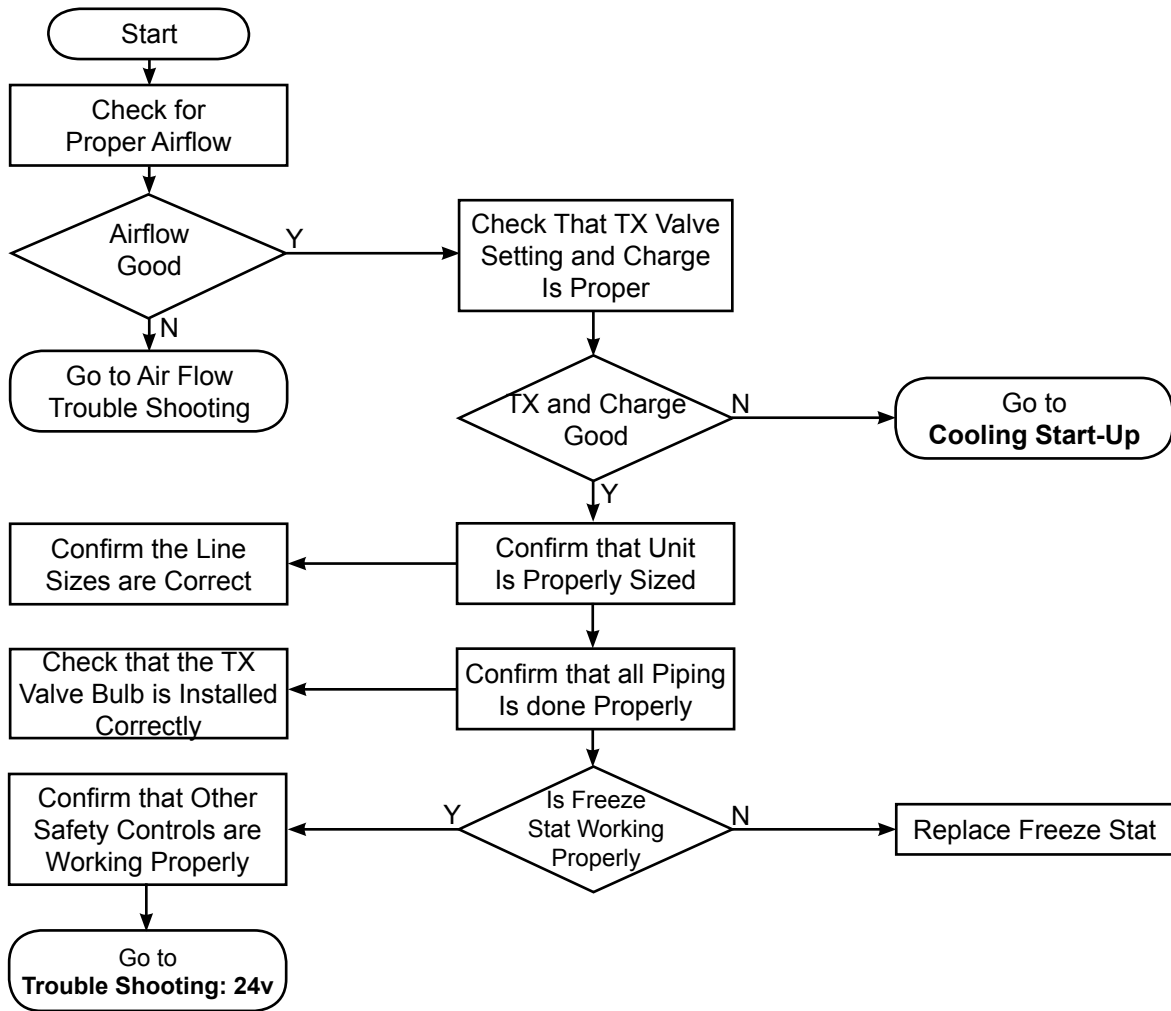 Start
Check for
Proper Airflow
Airflow
Good
Y
N
Go to Air Flow
Trouble Shooting
Check That TX Valve
Setting and Charge
Is Proper
TX and Charge
Good
N
Y
Go to
Cooling Start-Up
Confirm that Unit
Is Properly Sized
Confirm the Line
Sizes are Correct
Confirm that all Piping
Is done Properly
Check that the TX
Valve Bulb is Installed
Correctly
Is Freeze
Stat Working
Properly
Y
N
Confirm that Other
Safety Controls are
Working Properly
Replace Freeze Stat
Go to
Trouble Shooting: 24v